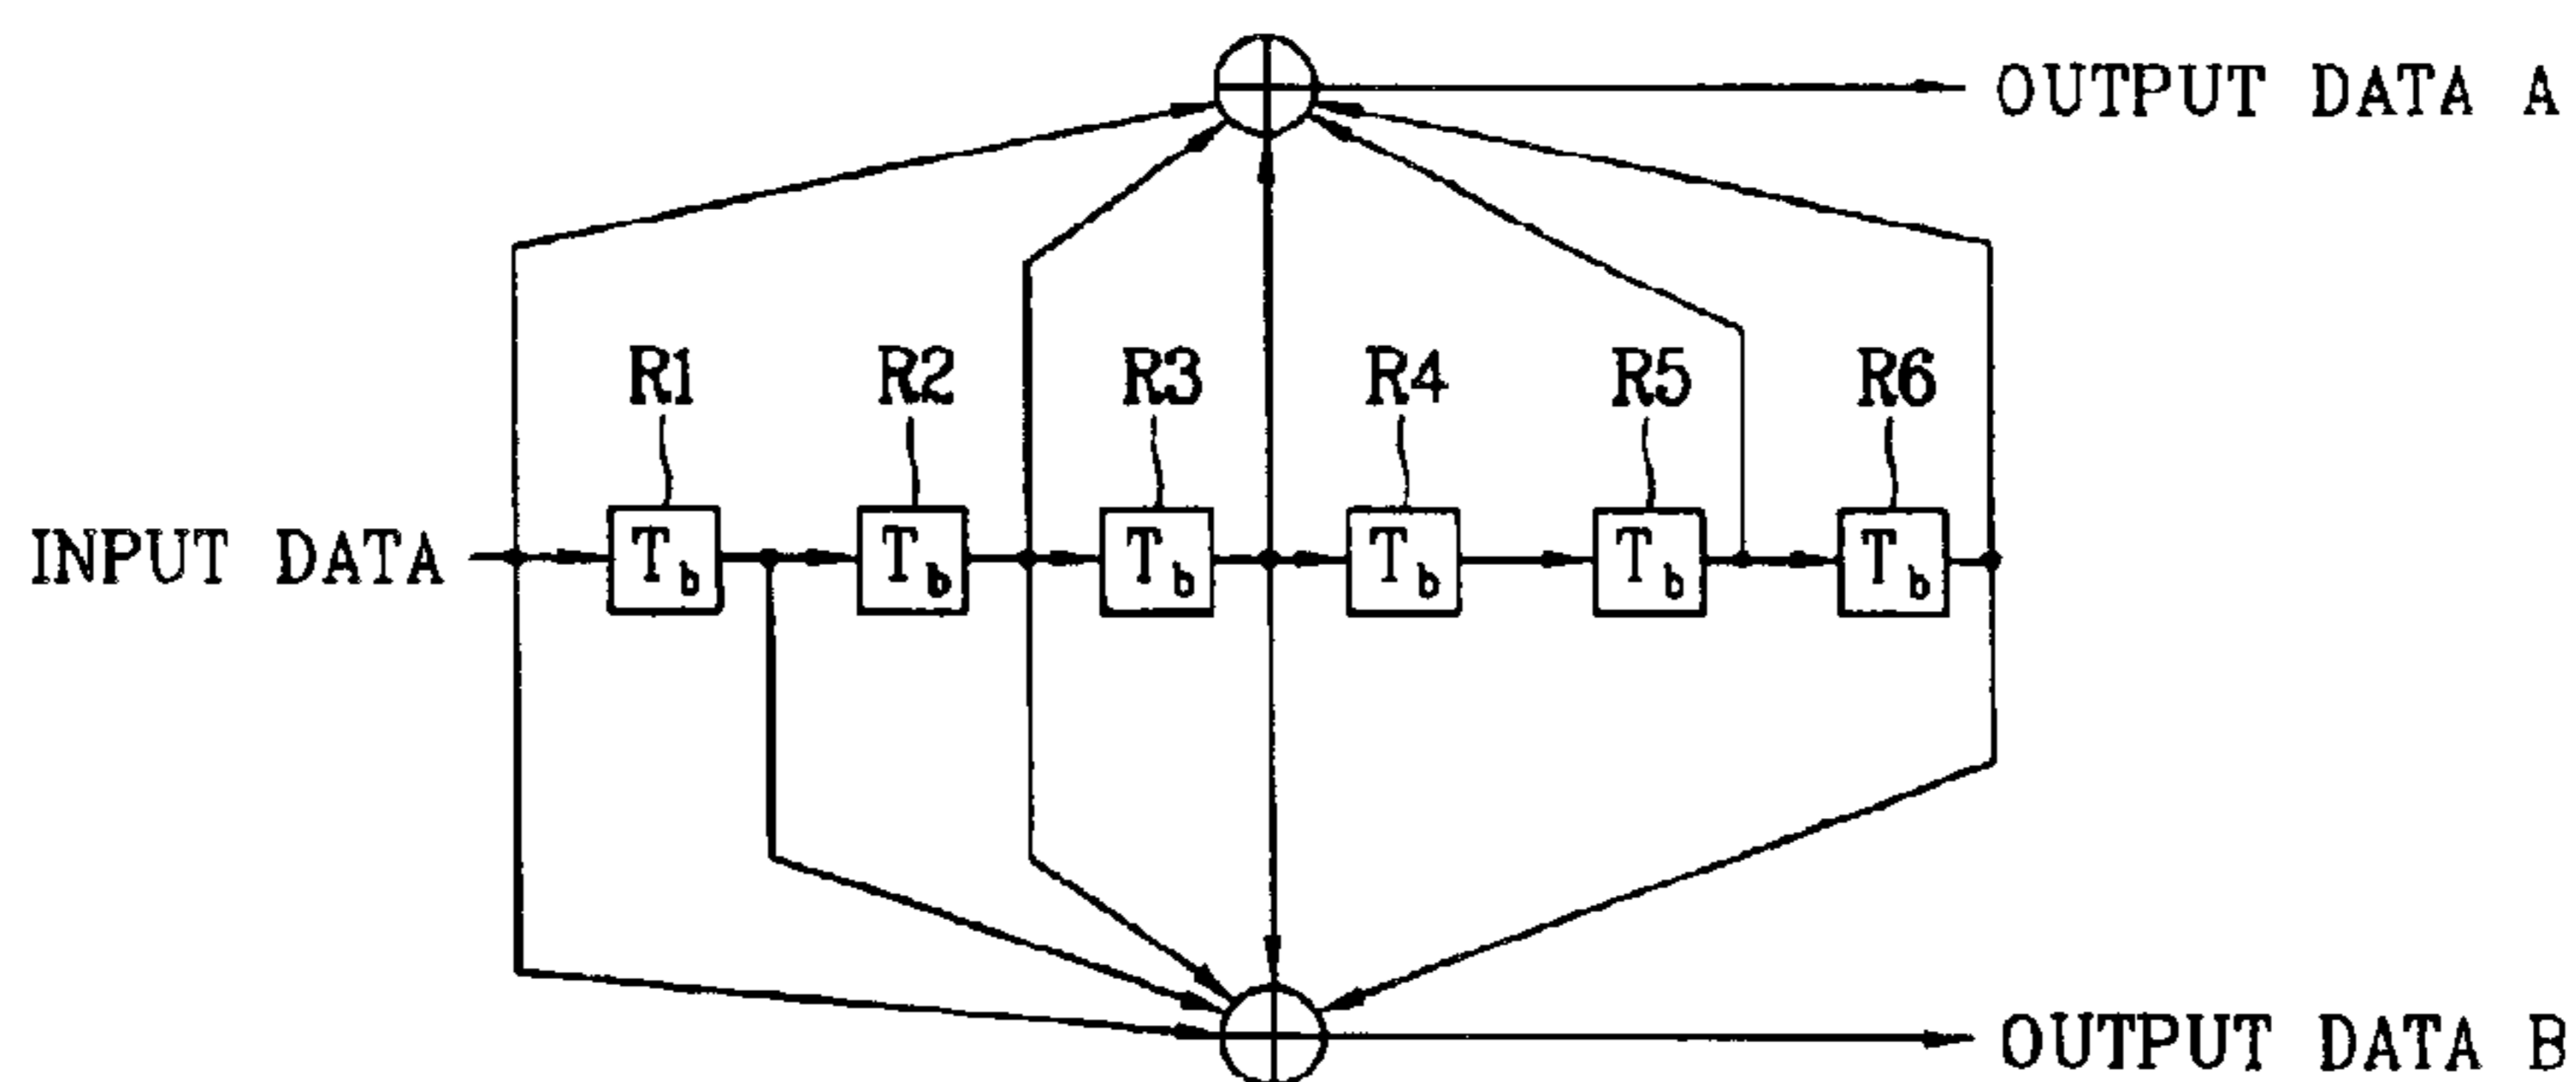 OUTPUT DATA A
R1 R2 R3 R4 R5 R6
INPUT DATA T_b T_b T_b T_b T_b T_b
OUTPUT DATA B